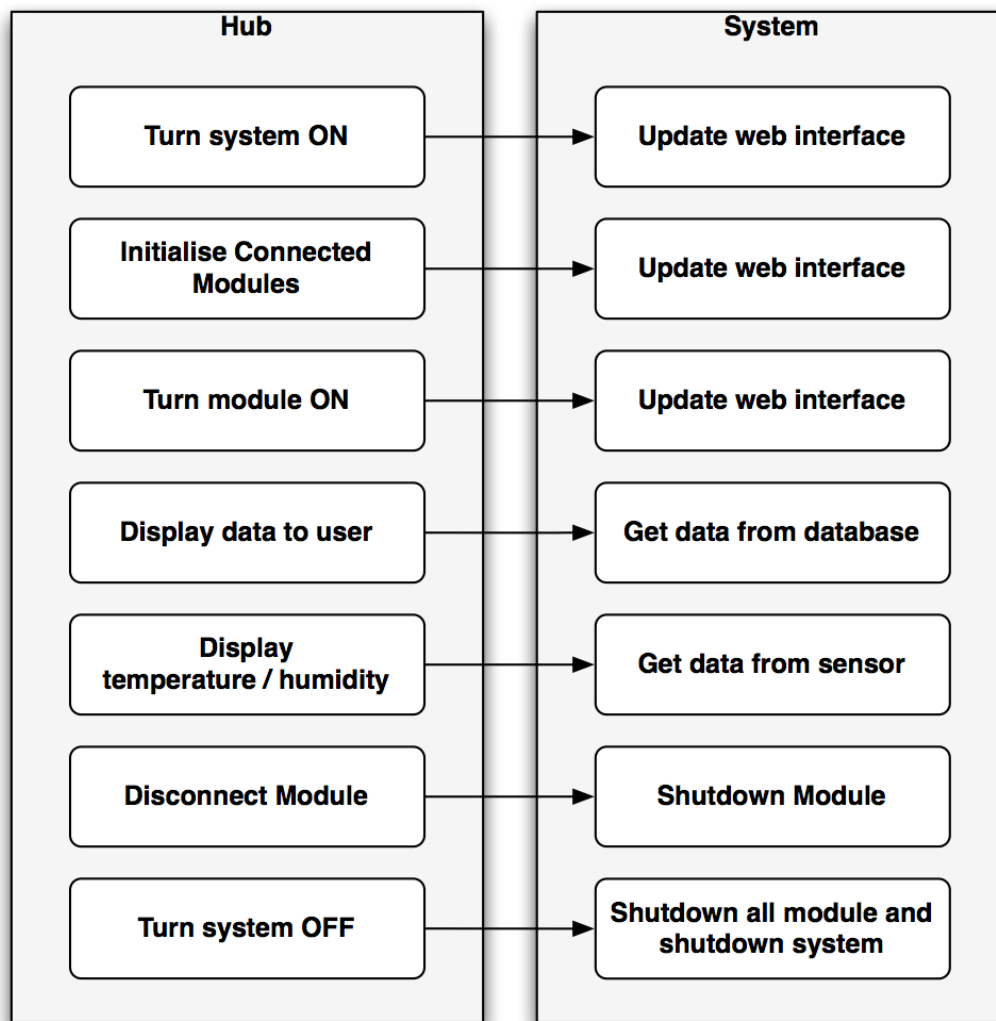 Hub
System
Turn system ON
Update web interface
Initialise Connected
Modules
Update web interface
Turn module ON
Update web interface
Display data to user
Get data from database
Display
temperature / humidity
Get data from sensor
Disconnect Module
Shutdown Module
Turn system OFF
Shutdown all module and
shutdown system